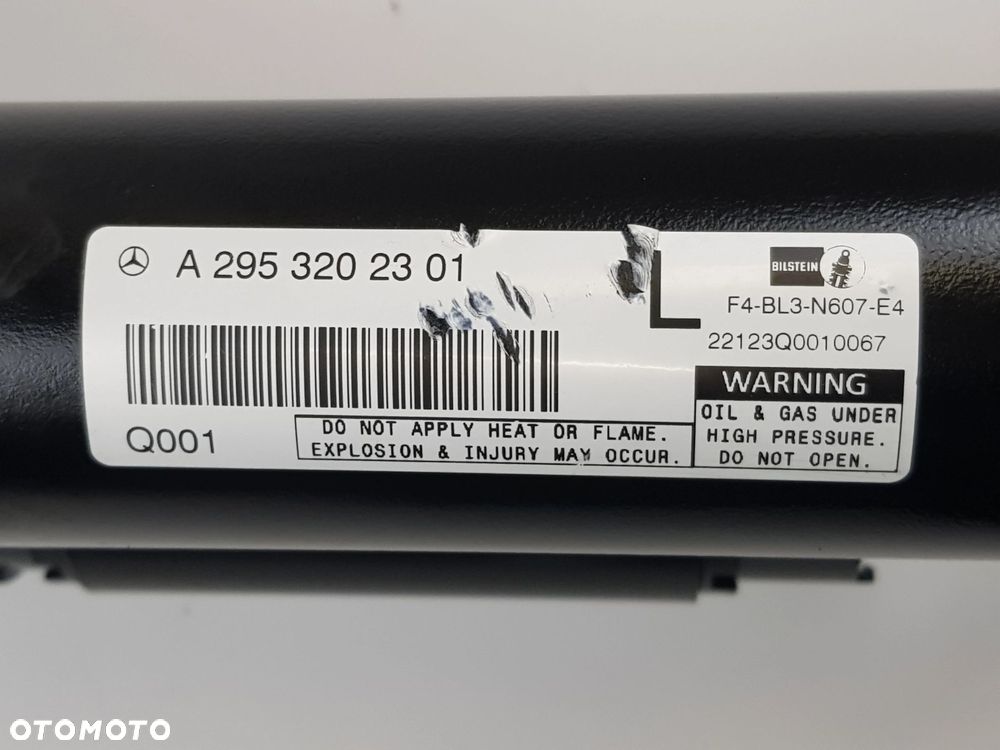 A 295 320 23 01
L
BILSTEIN
F4-BL3-N607-E4
22123Q0010067
Q001
DO NOT APPLY HEAT OR FLAME.
EXPLOSION & INJURY MAY OCCUR.
WARNING
OIL & GAS UNDER
HIGH PRESSURE.
DO NOT OPEN.
OTOMOTO